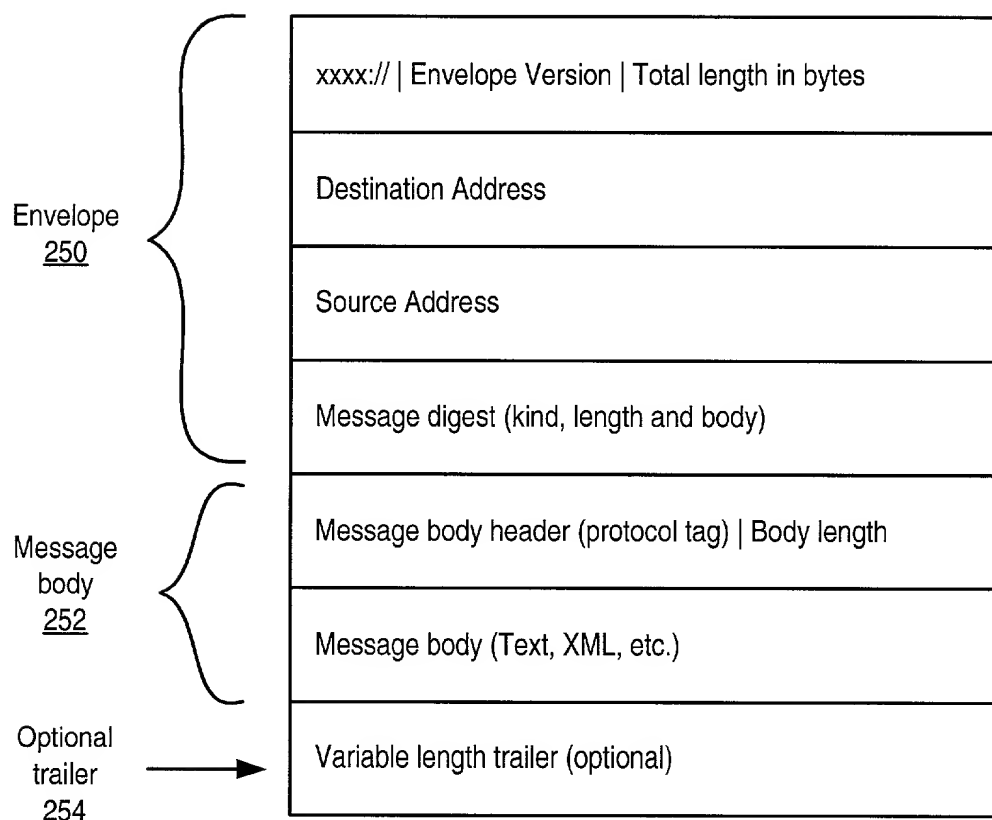 xxxx:// | Envelope Version | Total length in bytes
Destination Address
Envelope
250
Source Address
Message digest (kind, length and body)
Message body header (protocol tag) | Body length
Message
body
252
Message body (Text, XML, etc.)
Optional
trailer
254
Variable length trailer (optional)